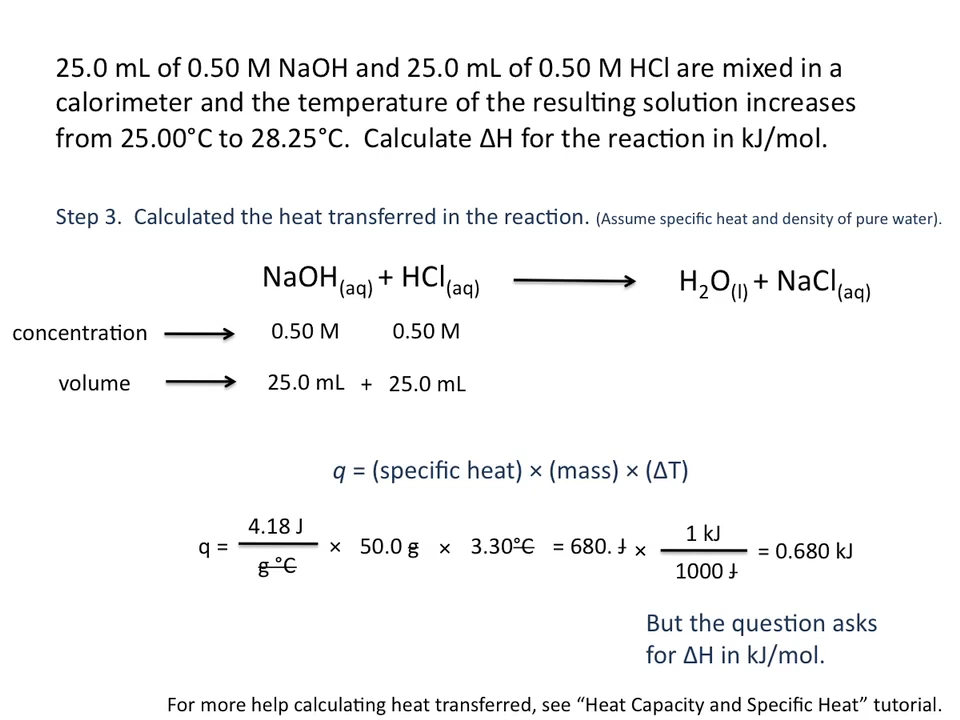 25.0 mL of 0.50 M NaOH and 25.0 mL of 0.50 M HCl are mixed in a
calorimeter and the temperature of the resulting solution increases
from 25.00°C to 28.25°C.  Calculate ΔH for the reaction in kJ/mol.
Step 3.  Calculated the heat transferred in the reaction. (Assume specific heat and density of pure water).
NaOH(aq) + HCl(aq) ⟶ H₂O(l) + NaCl(aq)
concentration ⟶ 0.50 M 0.50 M
volume ⟶ 25.0 mL + 25.0 mL
q = (specific heat) × (mass) × (ΔT)
4.18 J 1 kJ
q = × 50.0 g × 3.30°C = 680. J × = 0.680 kJ
g °C 1000 J
But the question asks
for ΔH in kJ/mol.
For more help calculating heat transferred, see “Heat Capacity and Specific Heat” tutorial.